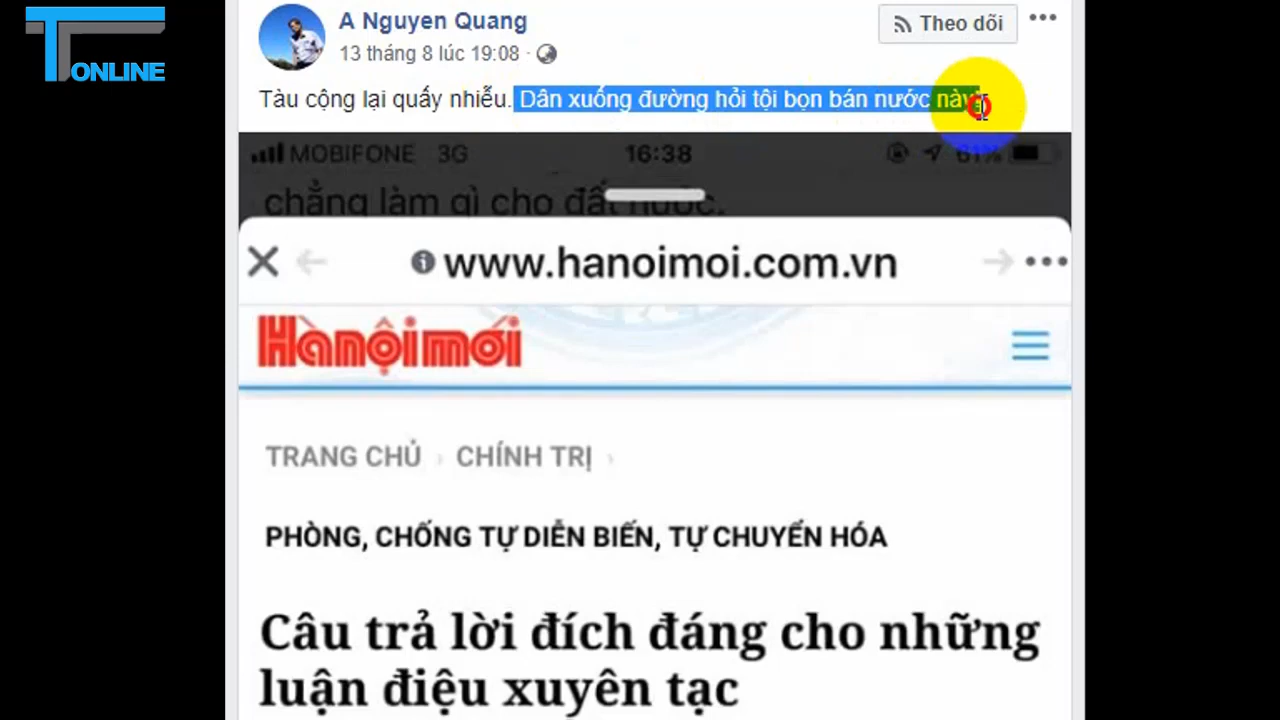 T ONLINE
A Nguyen Quang
Theo dõi
13 tháng 8 lúc 19:08 ·
Tàu cộng lại quấy nhiễu. Dân xuống đường hỏi tội bọn bán nước này
MOBIFONE 3G 16:38 61%
chẳng làm gì cho đất nước.
www.hanoimoi.com.vn
Hànộimới
TRANG CHỦ › CHÍNH TRỊ ›
PHÒNG, CHỐNG TỰ DIỄN BIẾN, TỰ CHUYỂN HÓA
Câu trả lời đích đáng cho những
luận điệu xuyên tạc